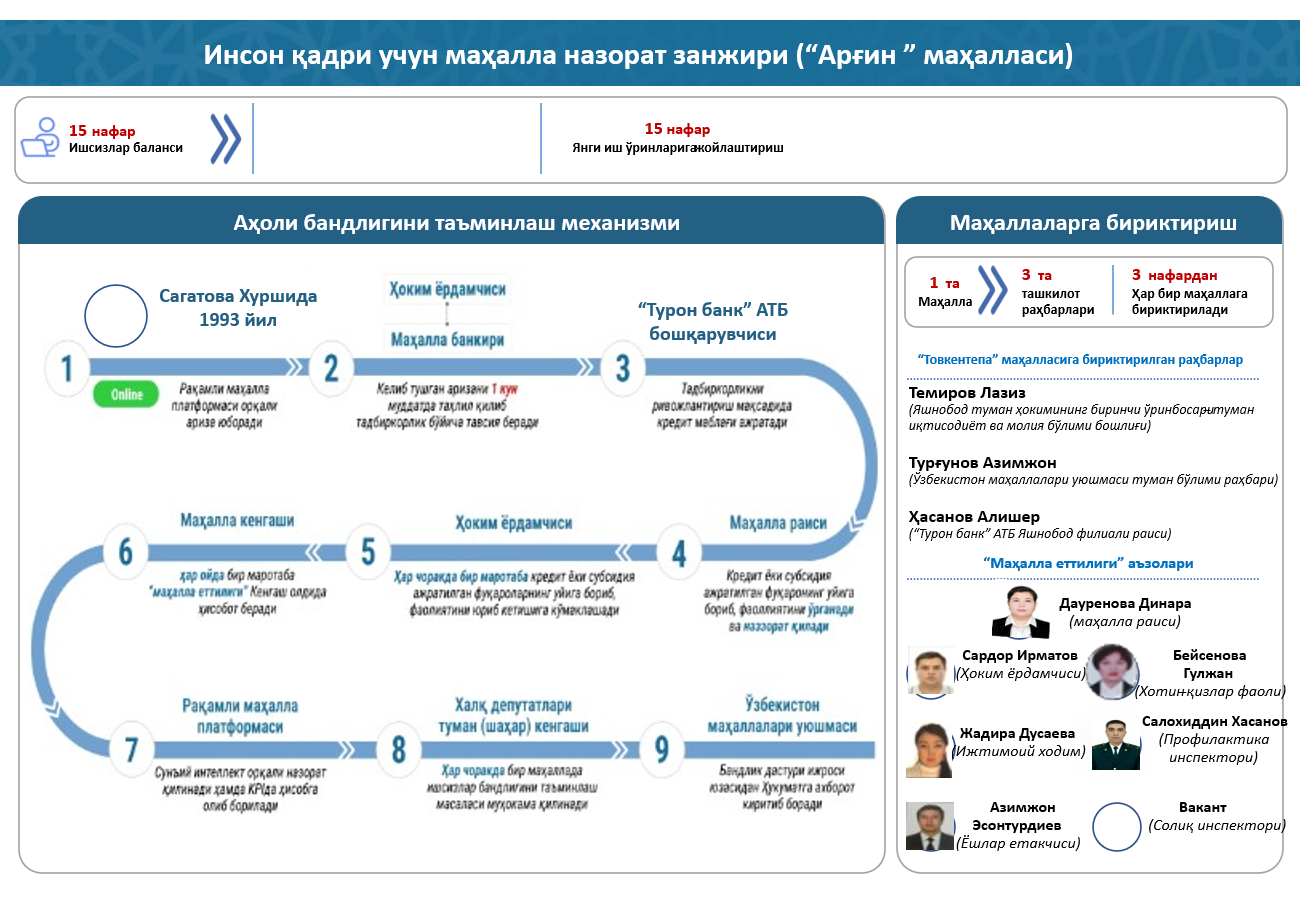 Инсон қадри учун маҳалла назорат занжири (“Арғин ” маҳалласи)
15 нафар
Ишсизлар баланси
15 нафар
Янги иш ўринларигажойлаштириш
Аҳоли бандлигини таъминлаш механизми
Сагатова Хуршида
1993 йил
Ҳоким ёрдамчиси
Маҳалла банкири
“Турон банк” АТБ
бошқарувчиси
1
2
3
Online
Рақамли маҳалла
платформаси орқали
ариза юборади
Келиб тушган аризани 1 кун
муддатда таҳлил қилиб
тадбиркорлик бўйича тавсия беради
Тадбиркорликни
ривожлантириш мақсадида
кредит маблағи ажратади
Маҳалла кенгаши
Ҳоким ёрдамчиси
Маҳалла раиси
6
5
4
ҳар ойда бир маротаба
"маҳалла еттилиги" Кенгаш олдида
ҳисобот беради
Ҳар чоракда бир маротаба кредит ёки субсидия
ажратилган фуқароларнинг уйига бориб,
фаолиятини юриб кетишига кўмаклашади
Кредит ёки субсидия
ажратилган фуқаронинг уйига
бориб, фаоллиятини ўрганади
ва наззорат қилади
Рақамли маҳалла
платформаси
Халқ депутатлари
туман (шаҳар) кенгаши
Ўзбекистон
маҳаллалари уюшмаси
7
8
9
Сунъий интеллект орқали назорат
қилинади ҳамда KPIда ҳисобга
олиб борилади
Ҳар чоракда бир маҳаллада
ишсизлар бандлигини таъминлаш
масаласи муҳокама қилинади
Бандлик дастури ижроси
юзасидан Ҳукуматга ахборот
киритиб боради
Маҳаллаларга бириктириш
1 та
Маҳалла
3 та
ташкилот
раҳбарлари
3 нафардан
Ҳар бир маҳаллага
бириктирилади
“Товкентепа” маҳалласига бириктирилган раҳбарлар
Темиров Лазиз
(Яшнобод туман ҳокимининг биринчи ўринбосари-туман
иқтисодиёт ва молия бўлими бошлиғи)
Турғунов Азимжон
(Ўзбекистон маҳаллалари уюшмаси туман бўлими раҳбари)
Ҳасанов Алишер
(“Турон банк” АТБ Яшнобод филиали раиси)
“Маҳалла еттилиги” аъзолари
Дауренова Динара
(маҳалла раиси)
Сардор Ирматов
(Ҳоким ёрдамчиси)
Бейсенова
Гулжан
(Хотин-қизлар фаоли)
Жадира Дусаева
(Ижтимоий ходим)
Салохиддин Хасанов
(Профилактика
инспектори)
Азимжон
Эсонтурдиев
(Ёшлар етакчиси)
Вакант
(Солиқ инспектори)